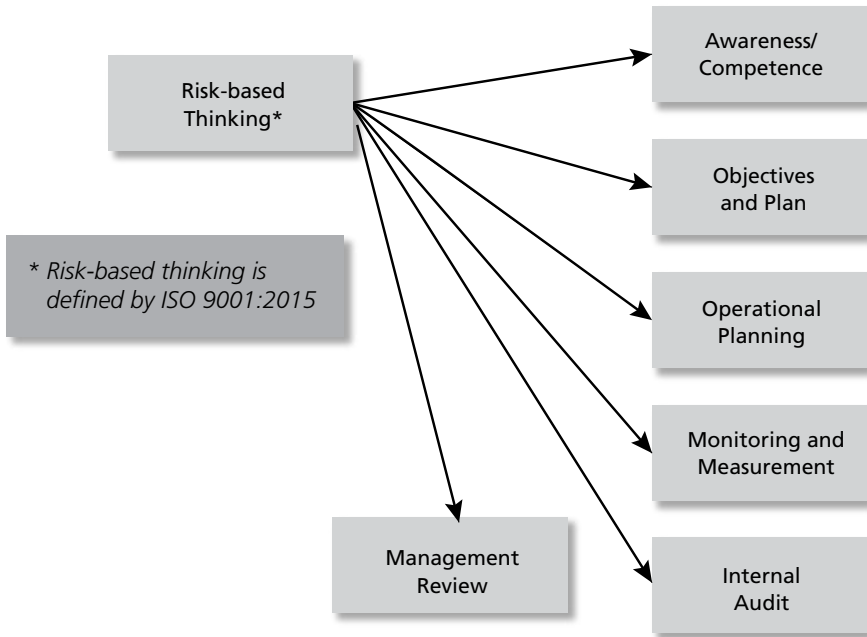 Risk-based
Thinking*
Awareness/
Competence
Objectives
and Plan
* Risk-based thinking is
defined by ISO 9001:2015
Operational
Planning
Monitoring and
Measurement
Management
Review
Internal
Audit